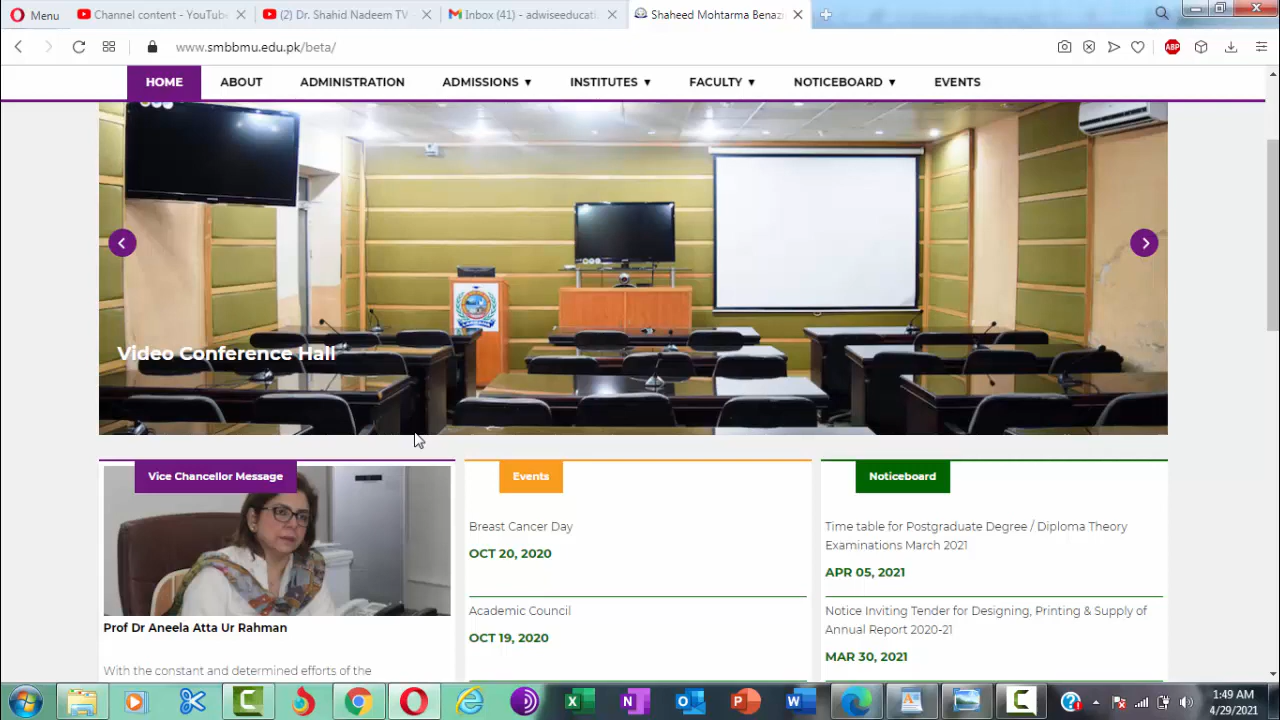 Menu
Channel content - YouTube
(2) Dr. Shahid Nadeem TV
Inbox (41) - adwiseeducati
Shaheed Mohtarma Benaz
www.smbbmu.edu.pk/beta/
ABP
HOME
ABOUT
ADMINISTRATION
ADMISSIONS ▼
INSTITUTES ▼
FACULTY ▼
NOTICEBOARD ▼
EVENTS
Video Conference Hall
Vice Chancellor Message
Prof Dr Aneela Atta Ur Rahman
With the constant and determined efforts of the
Events
Breast Cancer Day
OCT 20, 2020
Academic Council
OCT 19, 2020
Noticeboard
Time table for Postgraduate Degree / Diploma Theory
Examinations March 2021
APR 05, 2021
Notice Inviting Tender for Designing, Printing & Supply of
Annual Report 2020-21
MAR 30, 2021
1:49 AM
4/29/2021